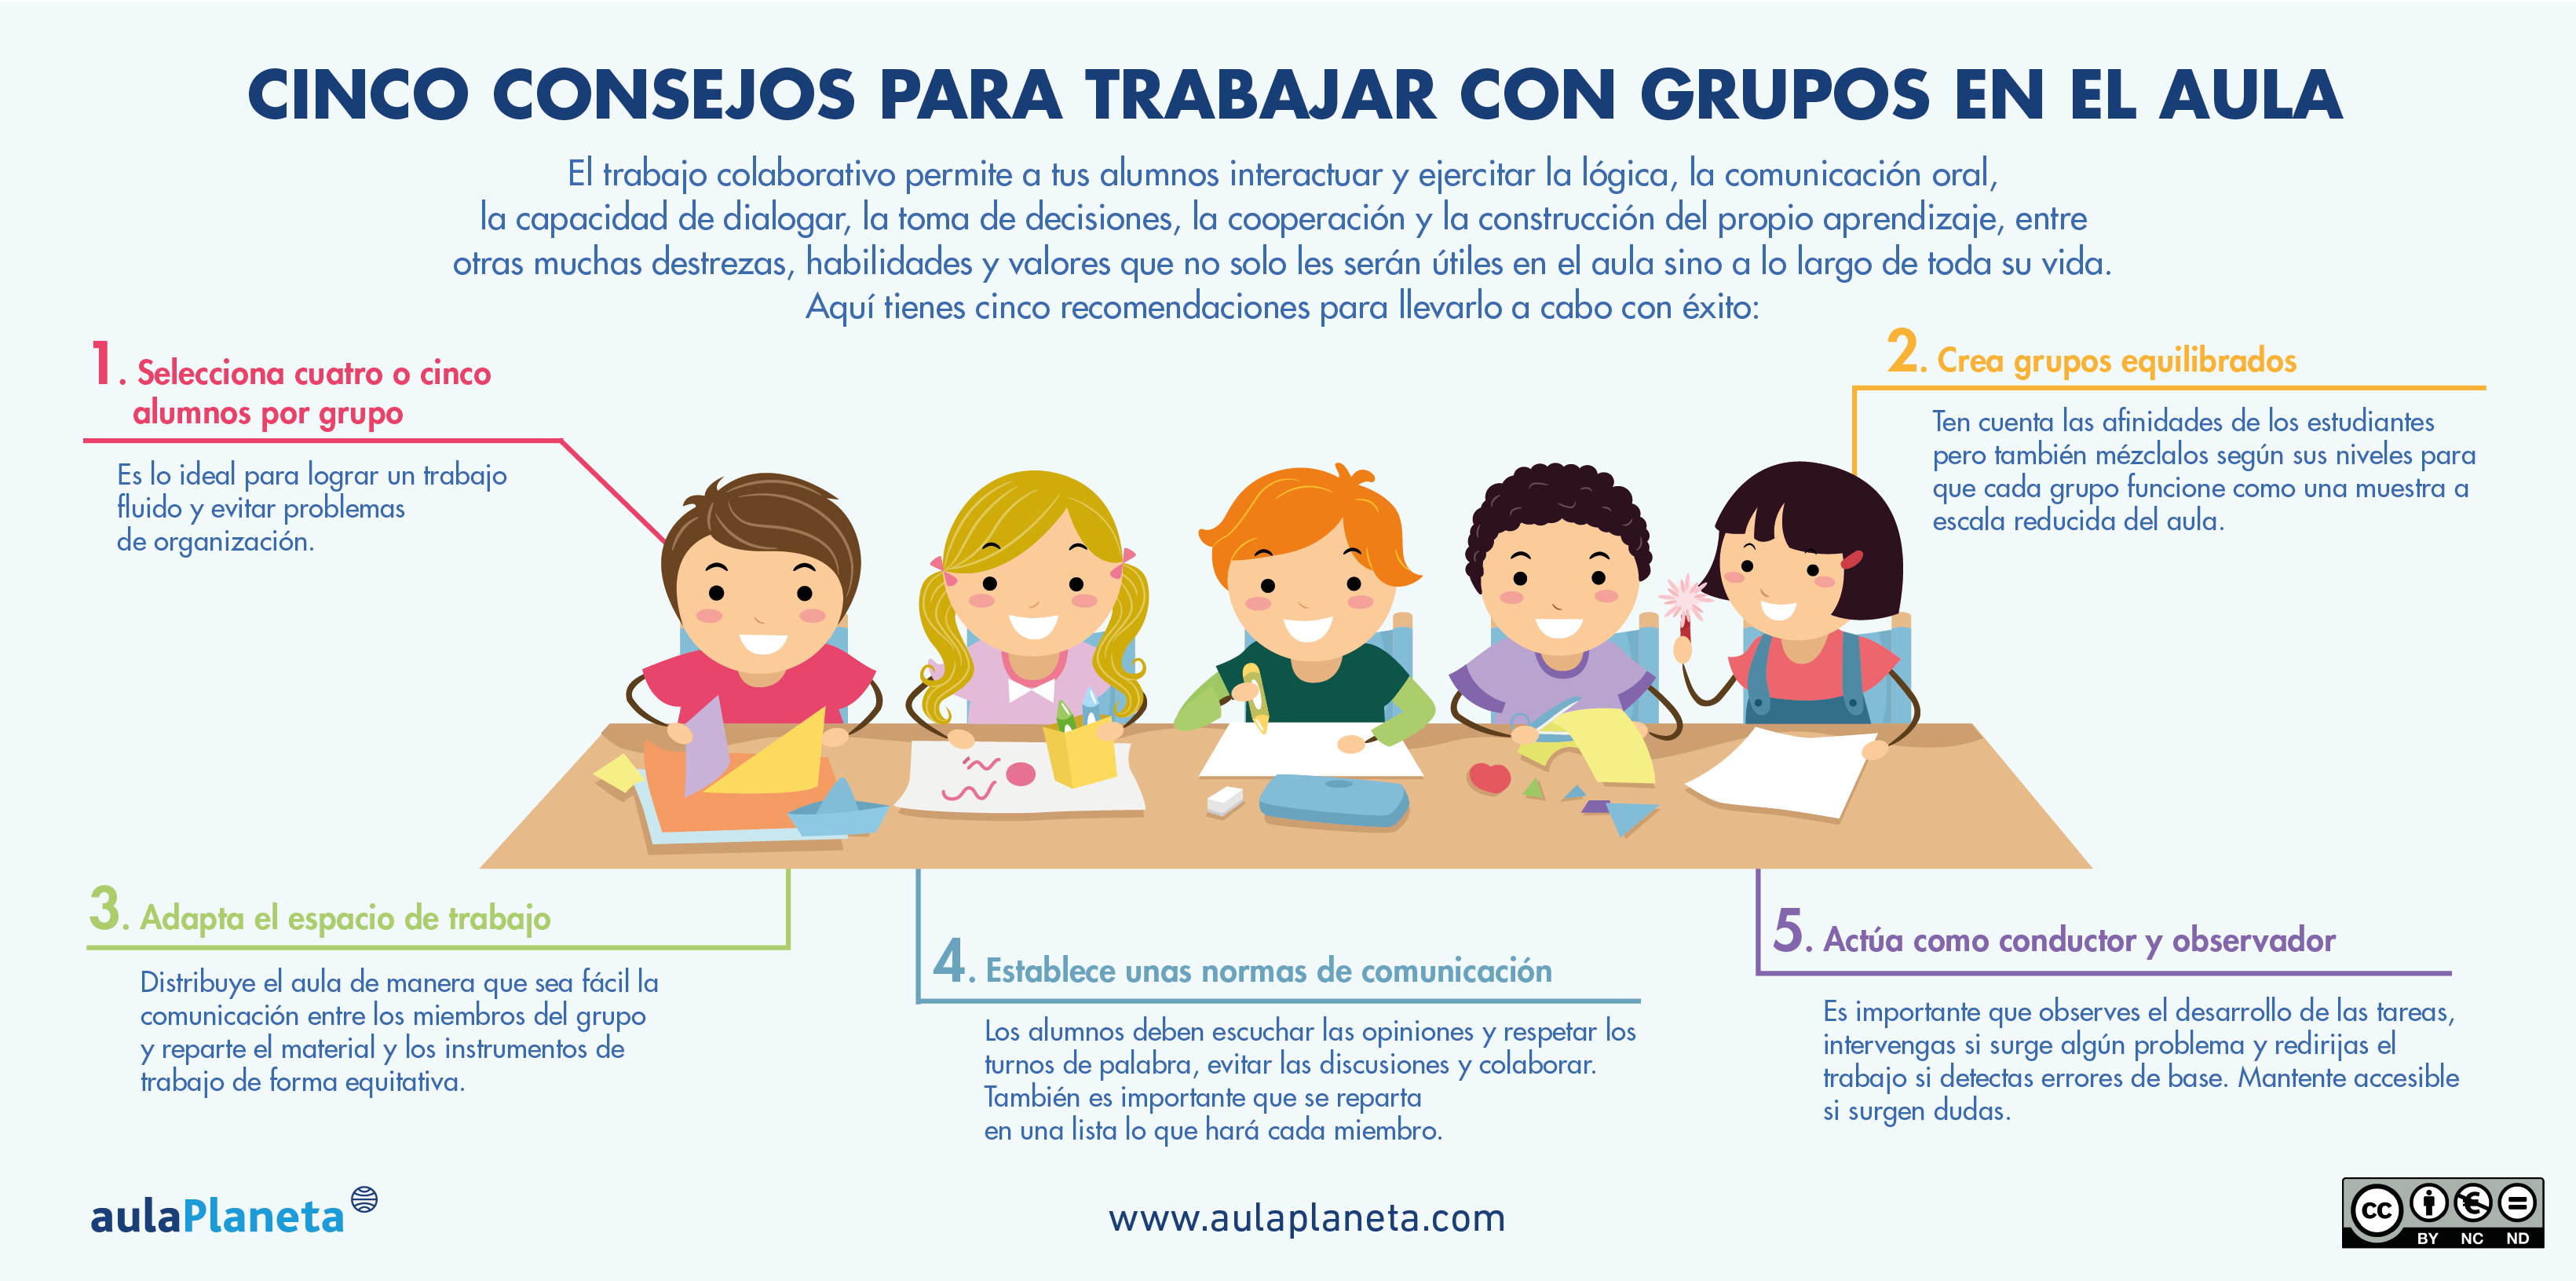 CINCO CONSEJOS PARA TRABAJAR CON GRUPOS EN EL AULA
El trabajo colaborativo permite a tus alumnos interactuar y ejercitar la lógica, la comunicación oral,
la capacidad de dialogar, la toma de decisiones, la cooperación y la construcción del propio aprendizaje, entre
otras muchas destrezas, habilidades y valores que no solo les serán útiles en el aula sino a lo largo de toda su vida.
Aquí tienes cinco recomendaciones para llevarlo a cabo con éxito:
1. Selecciona cuatro o cinco
alumnos por grupo
Es lo ideal para lograr un trabajo
fluido y evitar problemas
de organización.
2. Crea grupos equilibrados
Ten cuenta las afinidades de los estudiantes
pero también mézclalos según sus niveles para
que cada grupo funcione como una muestra a
escala reducida del aula.
3. Adapta el espacio de trabajo
Distribuye el aula de manera que sea fácil la
comunicación entre los miembros del grupo
y reparte el material y los instrumentos de
trabajo de forma equitativa.
4. Establece unas normas de comunicación
Los alumnos deben escuchar las opiniones y respetar los
turnos de palabra, evitar las discusiones y colaborar.
También es importante que se reparta
en una lista lo que hará cada miembro.
5. Actúa como conductor y observador
Es importante que observes el desarrollo de las tareas,
intervengas si surge algún problema y redirijas el
trabajo si detectas errores de base. Mantente accesible
si surgen dudas.
aulaPlaneta
www.aulaplaneta.com
cc
BY NC ND